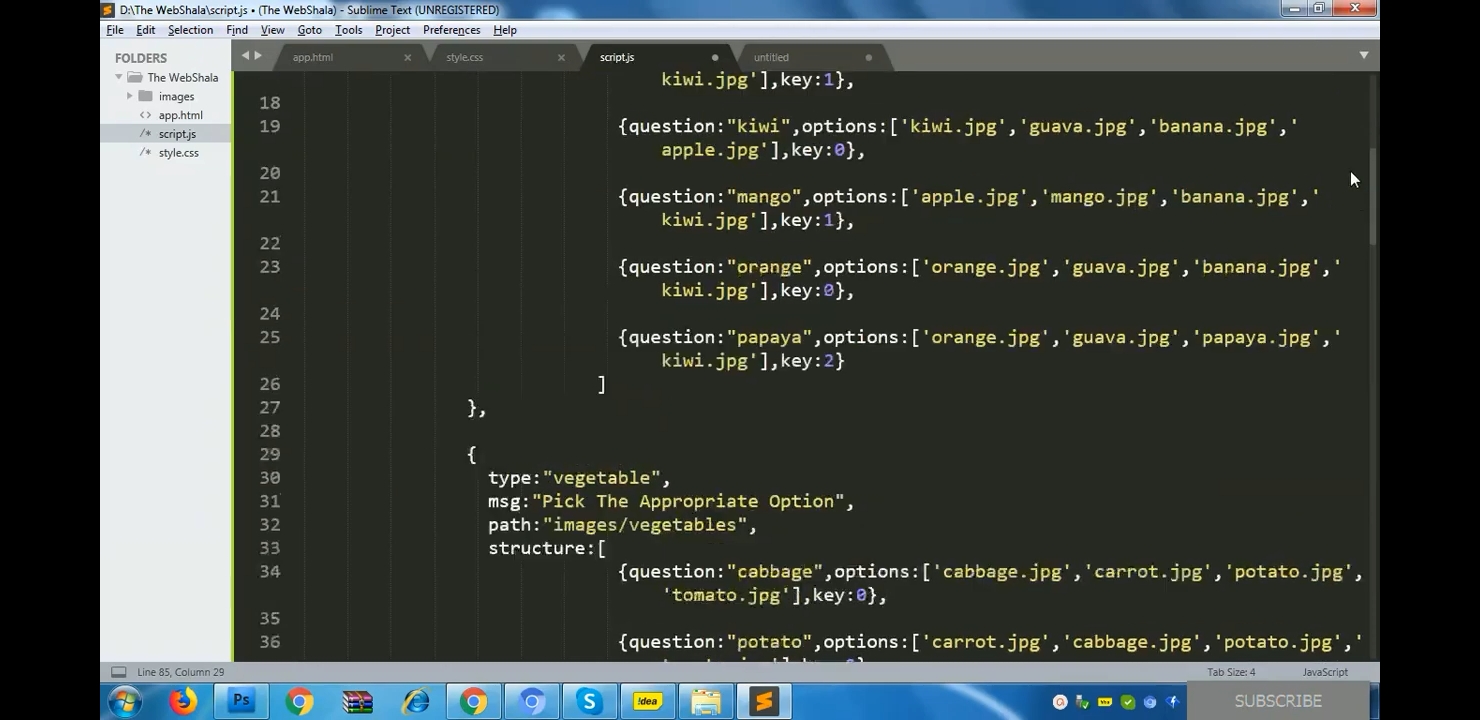 D:\The WebShala\script.js • (The WebShala) - Sublime Text (UNREGISTERED)
File Edit Selection Find View Goto Tools Project Preferences Help
FOLDERS
The WebShala
images
app.html
script.js
style.css
app.html style.css script.js untitled
kiwi.jpg'],key:1},
18
19 {question:"kiwi",options:['kiwi.jpg','guava.jpg','banana.jpg','
apple.jpg'],key:0},
20
21 {question:"mango",options:['apple.jpg','mango.jpg','banana.jpg','
kiwi.jpg'],key:1},
22
23 {question:"orange",options:['orange.jpg','guava.jpg','banana.jpg','
kiwi.jpg'],key:0},
24
25 {question:"papaya",options:['orange.jpg','guava.jpg','papaya.jpg','
kiwi.jpg'],key:2}
26 ]
27 },
28
29 {
30 type:"vegetable",
31 msg:"Pick The Appropriate Option",
32 path:"images/vegetables",
33 structure:[
34 {question:"cabbage",options:['cabbage.jpg','carrot.jpg','potato.jpg',
'tomato.jpg'],key:0},
35
36 {question:"potato",options:['carrot.jpg','cabbage.jpg','potato.jpg','
Line 85, Column 29 Tab Size: 4 JavaScript
Ps
!dea
SUBSCRIBE